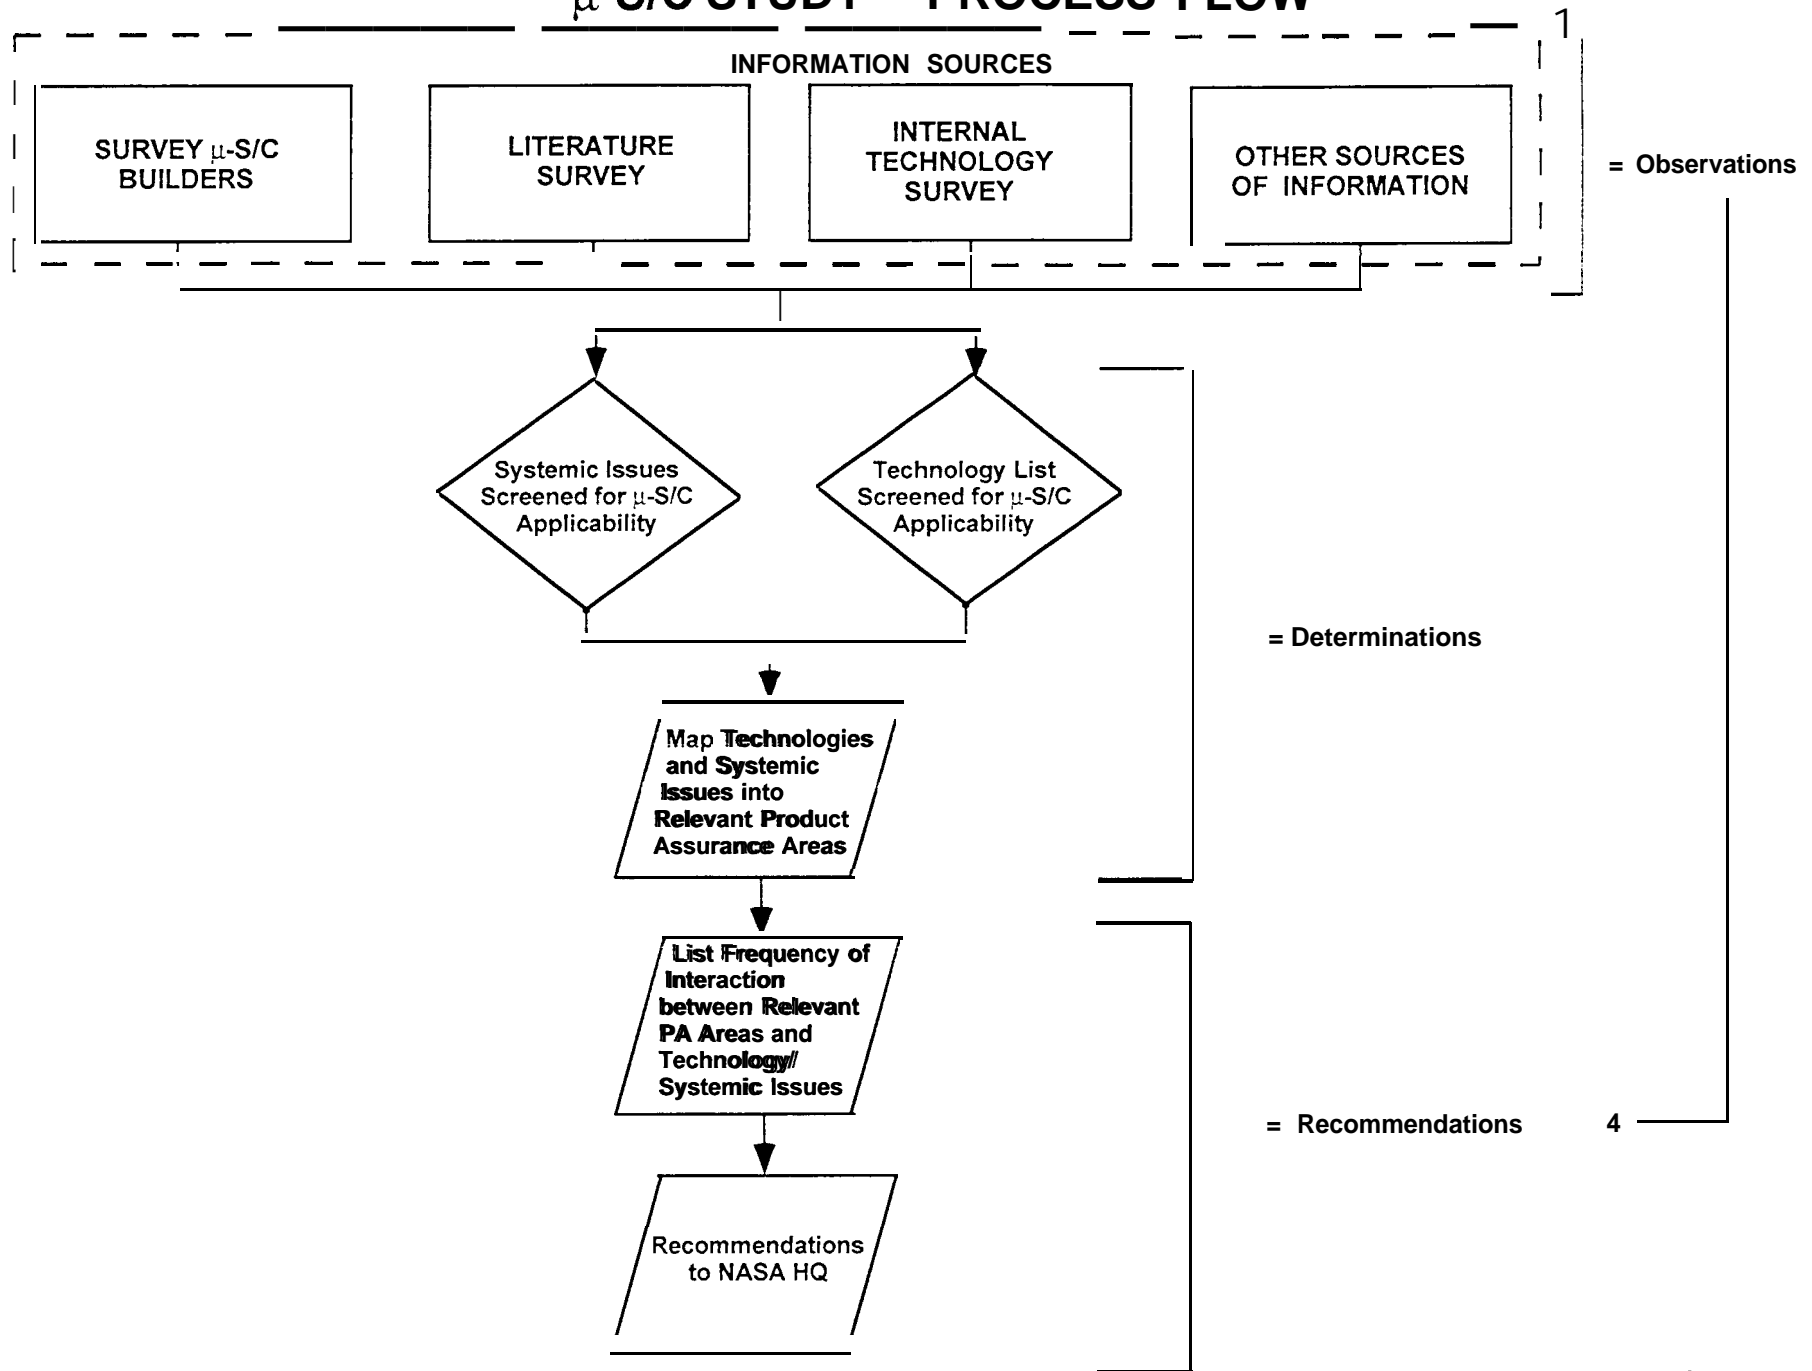 μ S/C STUDY PROCESS FLOW
1
INFORMATION SOURCES
SURVEY μ-S/C
BUILDERS
LITERATURE
SURVEY
INTERNAL
TECHNOLOGY
SURVEY
OTHER SOURCES
OF INFORMATION
= Observations
Systemic Issues
Screened for μ-S/C
Applicability
Technology List
Screened for μ-S/C
Applicability
= Determinations
Map Technologies
and Systemic
Issues into
Relevant Product
Assurance Areas
List Frequency of
Interaction
between Relevant
PA Areas and
Technology/
Systemic Issues
= Recommendations 4
Recommendations
to NASA HQ